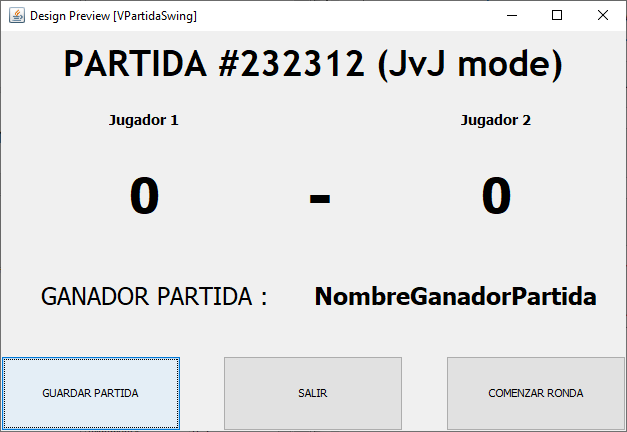 Design Preview [VPartidaSwing]
PARTIDA #232312 (JvJ mode)
Jugador 1 Jugador 2
0 - 0
GANADOR PARTIDA : NombreGanadorPartida
GUARDAR PARTIDA SALIR COMENZAR RONDA